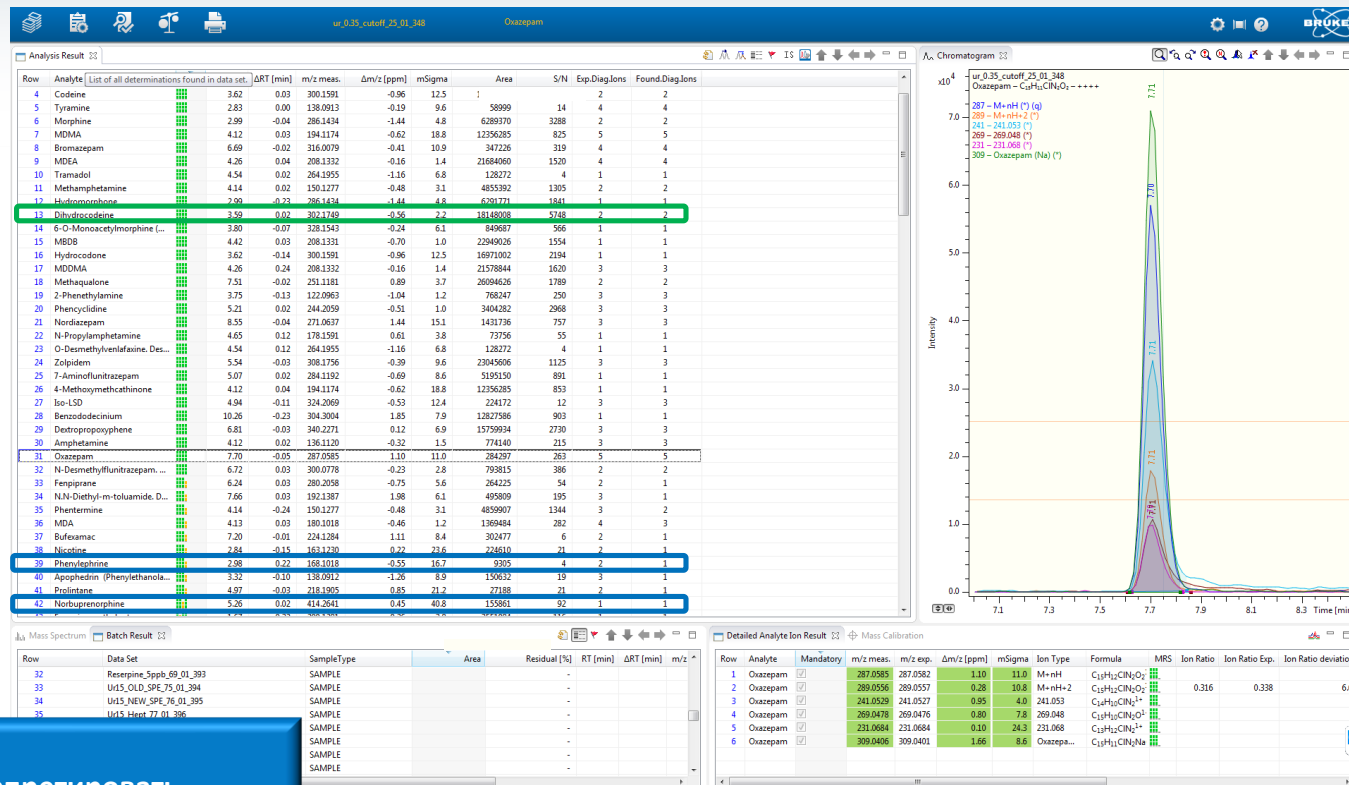 ur_0.35_cutoff_25_01_348 Oxazepam
Analysis Result
Row Analyte List of all determinations found in data set. ΔRT [min] m/z meas. Δm/z [ppm] mSigma Area S/N Exp.Diag.Ions Found.Diag.Ions
4 Codeine 3.62 0.03 300.1591 -0.96 12.5 2 2
5 Tyramine 2.83 0.00 138.0913 -0.19 9.6 58999 14 4 4
6 Morphine 2.99 -0.04 286.1434 -1.44 4.8 6289370 3288 2 2
7 MDMA 4.12 0.03 194.1174 -0.62 18.8 12356285 825 5 5
8 Bromazepam 6.69 -0.02 316.0079 -0.41 10.9 347226 319 4 4
9 MDEA 4.26 0.04 208.1332 -0.16 1.4 21684060 1520 4 4
10 Tramadol 4.54 0.02 264.1955 -1.16 6.8 128272 4 1 1
11 Methamphetamine 4.14 0.02 150.1277 -0.48 3.1 4855392 1305 2 2
12 Hydromorphone 2.99 -0.23 286.1434 -1.44 4.8 6291771 1841 1 1
13 Dihydrocodeine 3.59 0.02 302.1749 -0.56 2.2 18148008 5748 2 2
14 6-O-Monoacetylmorphine (... 3.80 -0.07 328.1543 -0.24 6.1 849687 566 1 1
15 MBDB 4.42 0.03 208.1331 -0.70 1.0 22949026 1554 1 1
16 Hydrocodone 3.62 -0.14 300.1591 -0.96 12.5 16971002 2194 1 1
17 MDDMA 4.26 0.24 208.1332 -0.16 1.4 21578844 1620 3 3
18 Methaqualone 7.51 -0.02 251.1181 0.89 3.7 26094626 1789 2 2
19 2-Phenethylamine 3.75 -0.13 122.0963 -1.04 1.2 768247 250 3 3
20 Phencyclidine 5.21 0.02 244.2059 -0.51 1.0 3404282 2968 3 3
21 Nordiazepam 8.55 -0.04 271.0637 1.44 15.1 1431736 757 3 3
22 N-Propylamphetamine 4.65 0.12 178.1591 0.61 3.8 73756 55 1 1
23 O-Desmethylvenlafaxine. Des... 4.54 0.12 264.1955 -1.16 6.8 128272 4 1 1
24 Zolpidem 5.54 -0.03 308.1756 -0.39 9.6 23045606 1125 3 3
25 7-Aminoflunitrazepam 5.07 0.02 284.1192 -0.69 8.6 5195150 891 1 1
26 4-Methoxymethcathinone 4.12 0.04 194.1174 -0.62 18.8 12356285 853 1 1
27 Iso-LSD 4.94 -0.11 324.2069 -0.53 12.4 224172 12 3 3
28 Benzododecinium 10.26 -0.23 304.3004 1.85 7.9 12827586 903 1 1
29 Dextropropoxyphene 6.81 -0.03 340.2271 0.12 6.9 15759934 2730 3 3
30 Amphetamine 4.12 0.02 136.1120 -0.32 1.5 774140 215 3 3
31 Oxazepam 7.70 -0.05 287.0585 1.10 11.0 284297 263 5 5
32 N-Desmethylflunitrazepam. ... 6.72 0.03 300.0778 -0.23 2.8 793815 386 2 2
33 Fenpiprane 6.24 0.03 280.2058 -0.75 5.6 264225 54 2 1
34 N.N-Diethyl-m-toluamide. D... 7.66 0.03 192.1387 1.98 6.1 495809 195 3 1
35 Phentermine 4.14 -0.24 150.1277 -0.48 3.1 4859907 1344 3 2
36 MDA 4.13 0.03 180.1018 -0.46 1.2 1369484 282 4 3
37 Bufexamac 7.20 -0.01 224.1284 1.11 8.4 302477 6 2 1
38 Nicotine 2.84 -0.15 163.1230 0.22 23.6 224610 21 2 1
39 Phenylephrine 2.98 0.22 168.1018 -0.55 16.7 9305 4 2 1
40 Apophedrin (Phenylethanola... 3.32 -0.10 138.0912 -1.26 8.9 150632 19 3 1
41 Prolintane 4.97 -0.03 218.1905 0.85 21.2 27188 21 2 1
42 Norbuprenorphine 5.26 0.02 414.2641 0.45 40.8 155861 92 1 1
Chromatogram
x10 4
ur_0.35_cutoff_25_01_348
Oxazepam – C₁₅H₁₁ClN₂O₂ – ++++
287 – M+nH (*) (q)
289 – M+nH+2 (*)
241 – 241.053 (*)
269 – 269.048 (*)
231 – 231.068 (*)
309 – Oxazepam (Na) (*)
7.71
7.70
7.71
7.71
7.0
6.0
5.0
4.0
3.0
2.0
1.0
0.0
Intensity
7.1 7.3 7.5 7.7 7.9 8.1 8.3 Time [min
Mass Spectrum Batch Result
Row Data Set SampleType Area Residual [%] RT [min] ΔRT [min] m/z
32 Reserpine_5ppb_69_01_393 SAMPLE -
33 Ur15_OLD_SPE_75_01_394 SAMPLE -
34 Ur15_NEW_SPE_76_01_395 SAMPLE -
35 Ur15_Hept_77_01_396 SAMPLE -
SAMPLE -
SAMPLE -
SAMPLE -
Detailed Analyte Ion Result Mass Calibration
Row Analyte Mandatory m/z meas. m/z exp. Δm/z [ppm] mSigma Ion Type Formula MRS Ion Ratio Ion Ratio Exp. Ion Ratio deviatio
1 Oxazepam 287.0585 287.0582 1.10 11.0 M+nH C₁₅H₁₂ClN₂O₂
2 Oxazepam 289.0556 289.0557 0.28 10.8 M+nH+2 C₁₅H₁₂ClN₂O₂ 0.316 0.338 6.
3 Oxazepam 241.0529 241.0527 0.95 4.0 241.053 C₁₄H₁₀ClN₂¹⁺
4 Oxazepam 269.0478 269.0476 0.80 7.8 269.048 C₁₅H₁₀ClN₂O¹
5 Oxazepam 231.0684 231.0684 0.10 24.3 231.068 C₁₃H₁₂ClN₂¹⁺
6 Oxazepam 309.0406 309.0401 1.66 8.6 Oxazepa... C₁₅H₁₁ClN₂Na